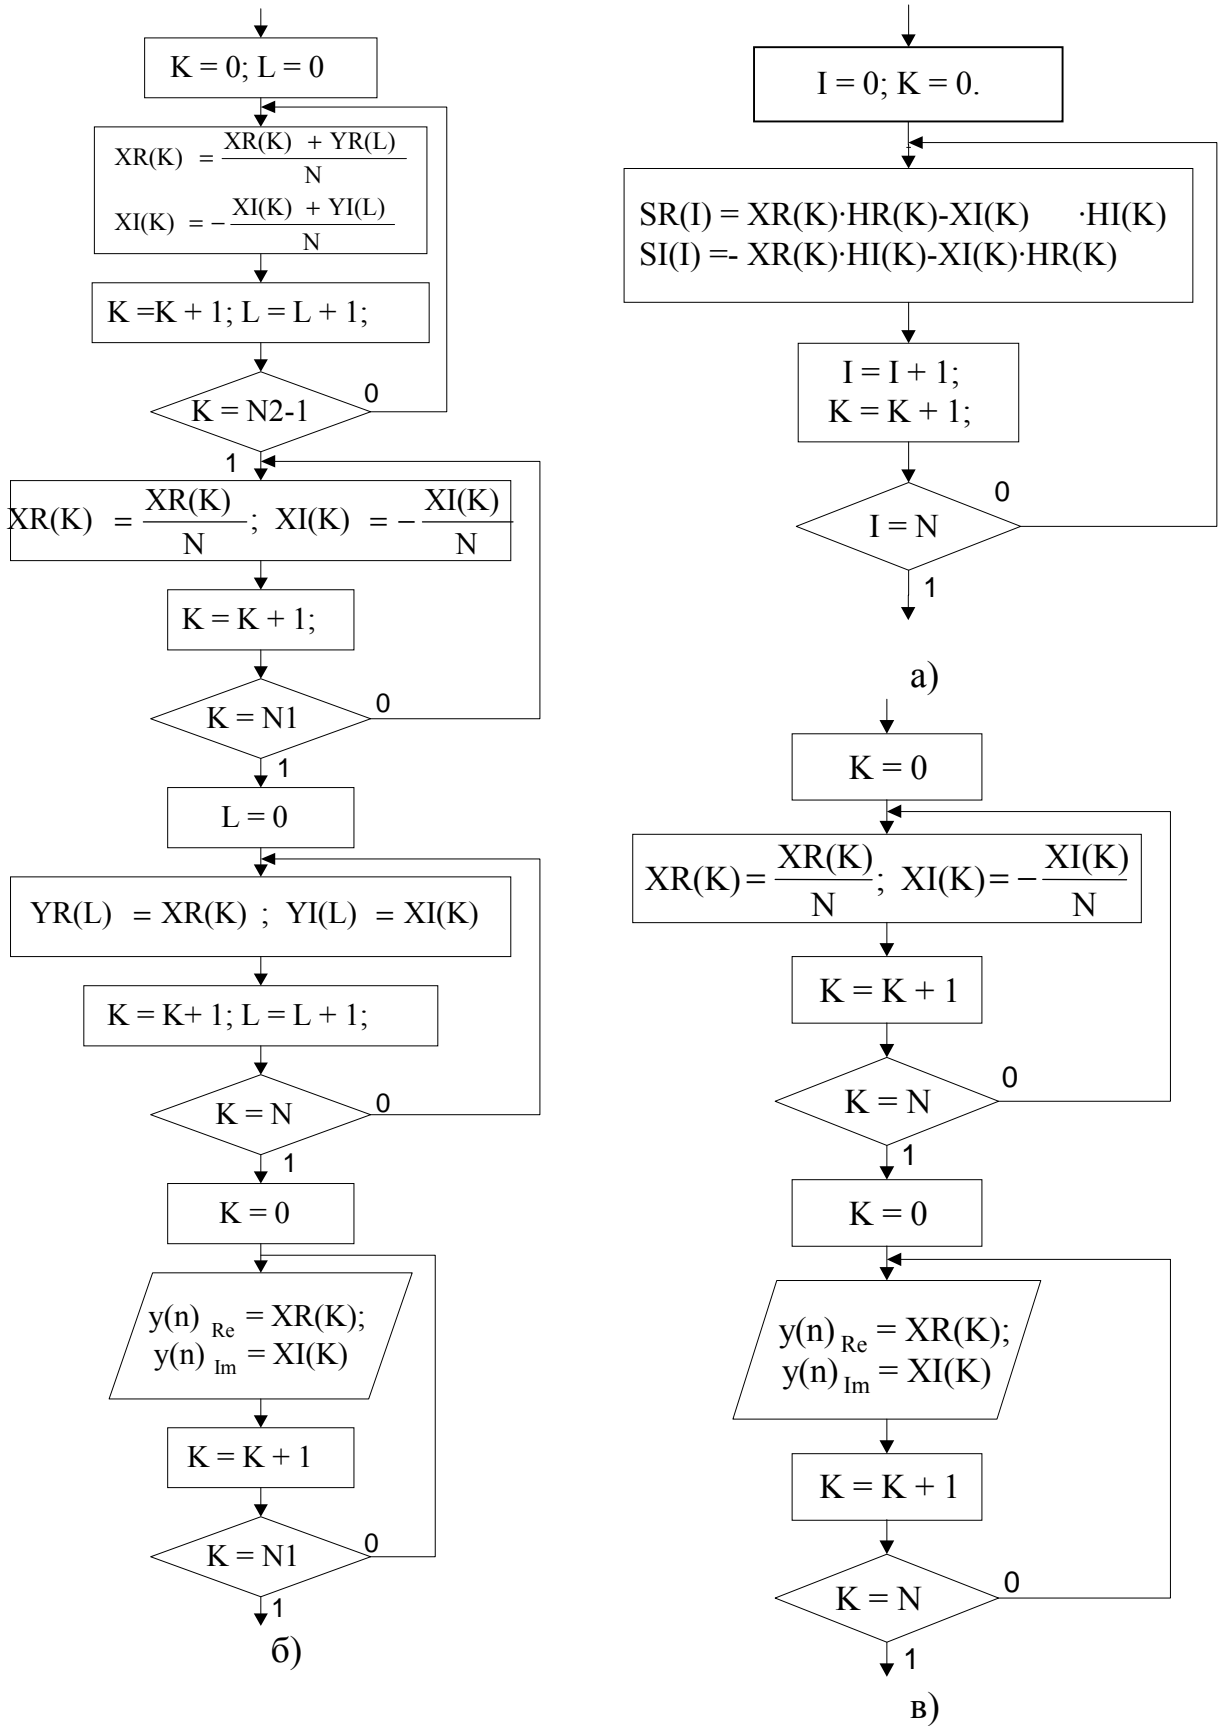 K = 0; L = 0
XR(K) = XR(K) + YR(L) / N
XI(K) = − XI(K) + YI(L) / N
K =K + 1; L = L + 1;
K = N2-1
0
1
XR(K) = XR(K) / N ; XI(K) = − XI(K) / N
K = K + 1;
K = N1
0
1
L = 0
YR(L) = XR(K) ; YI(L) = XI(K)
K = K+ 1; L = L + 1;
K = N
0
1
K = 0
y(n) Re = XR(K);
y(n) Im = XI(K)
K = K + 1
K = N1
0
1
б)
I = 0; K = 0.
SR(I) = XR(K)·HR(K)-XI(K) ·HI(K)
SI(I) =- XR(K)·HI(K)-XI(K)·HR(K)
I = I + 1;
K = K + 1;
I = N
0
1
а)
K = 0
XR(K) = XR(K) / N ; XI(K) = − XI(K) / N
K = K + 1
K = N
0
1
K = 0
y(n) Re = XR(K);
y(n) Im = XI(K)
K = K + 1
K = N
0
1
в)